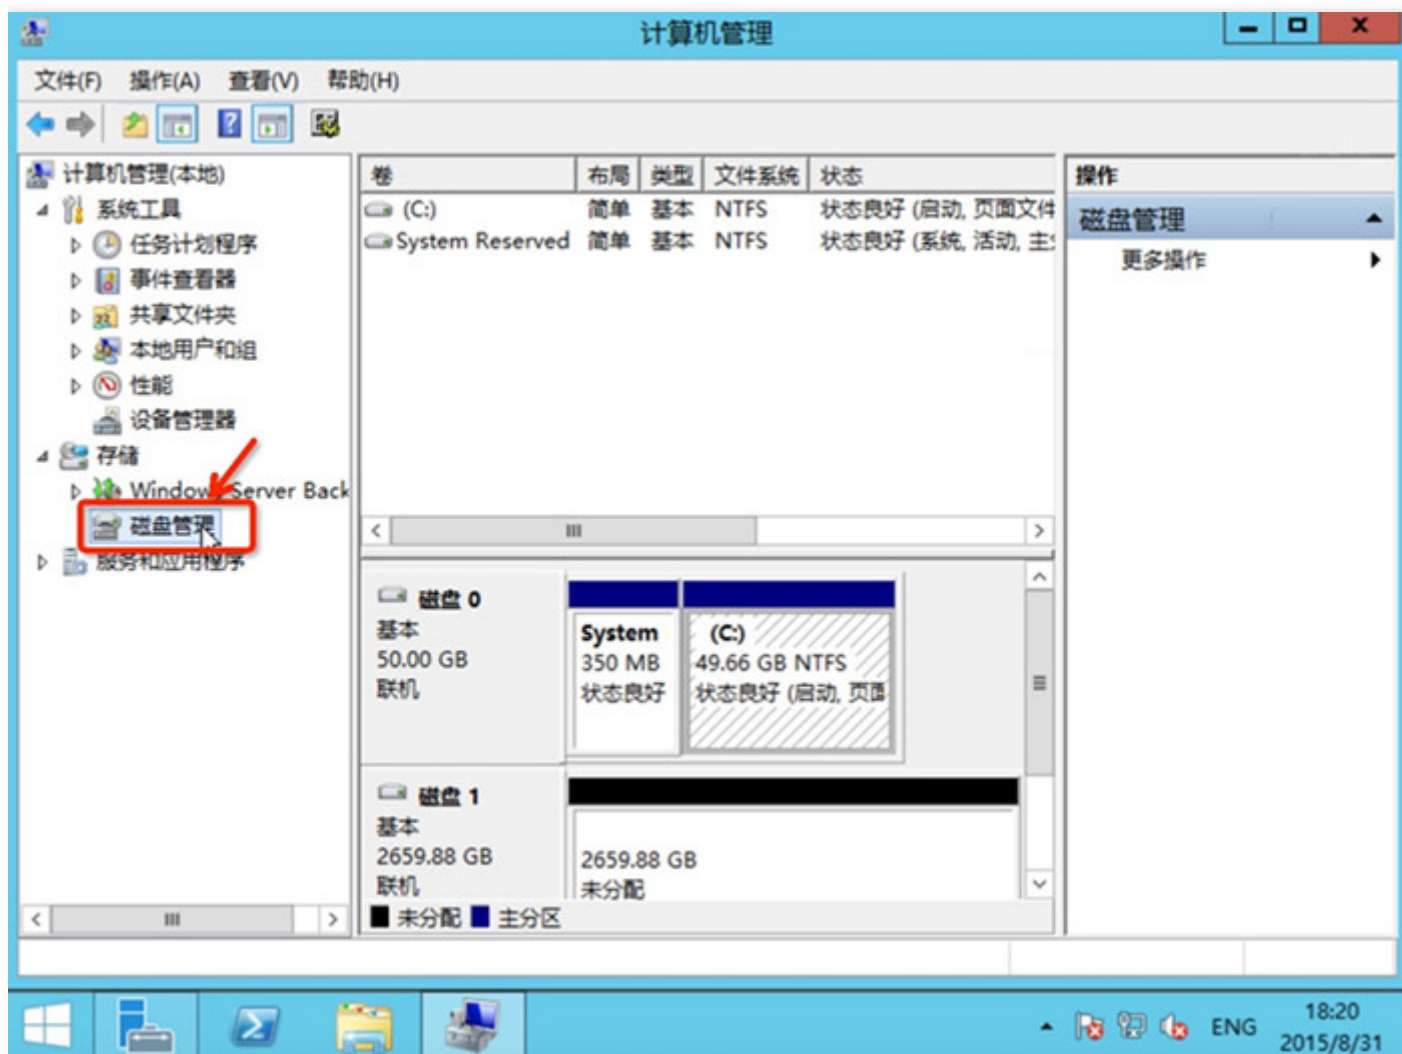 计算机管理
文件(F) 操作(A) 查看(V) 帮助(H)
计算机管理(本地)
系统工具
任务计划程序
事件查看器
共享文件夹
本地用户和组
性能
设备管理器
存储
Windows Server Back
磁盘管理
服务和应用程序
卷 布局 类型 文件系统 状态
(C:) 简单 基本 NTFS 状态良好 (启动, 页面文件
System Reserved 简单 基本 NTFS 状态良好 (系统, 活动, 主
磁盘 0
基本
50.00 GB
联机
System
350 MB
状态良好
(C:)
49.66 GB NTFS
状态良好 (启动, 页面
磁盘 1
基本
2659.88 GB
联机
2659.88 GB
未分配
未分配 主分区
操作
磁盘管理
更多操作
ENG
18:20
2015/8/31